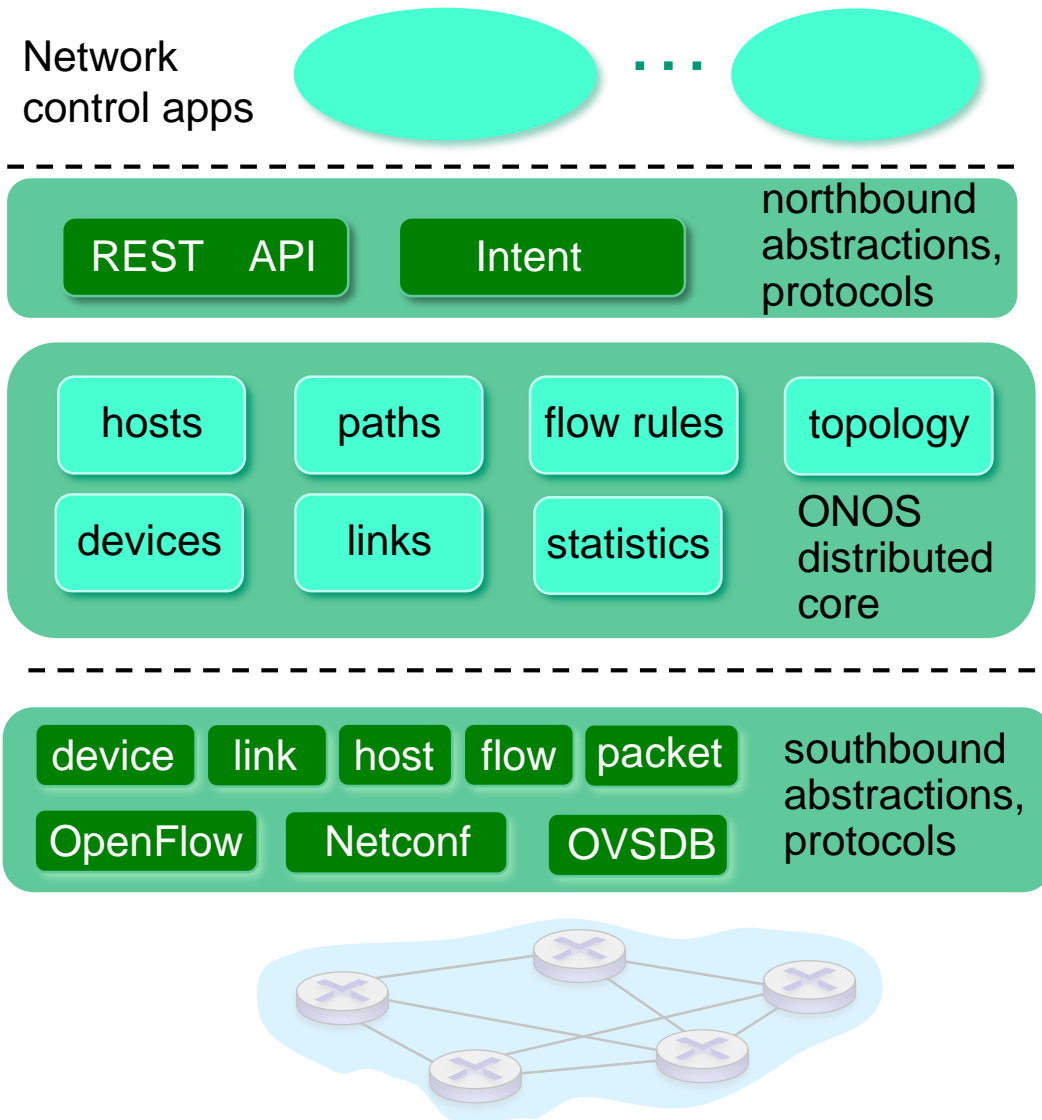 Network
control apps
. . .
REST API
Intent
northbound
abstractions,
protocols
hosts
paths
flow rules
topology
devices
links
statistics
ONOS
distributed
core
device
link
host
flow
packet
OpenFlow
Netconf
OVSDB
southbound
abstractions,
protocols